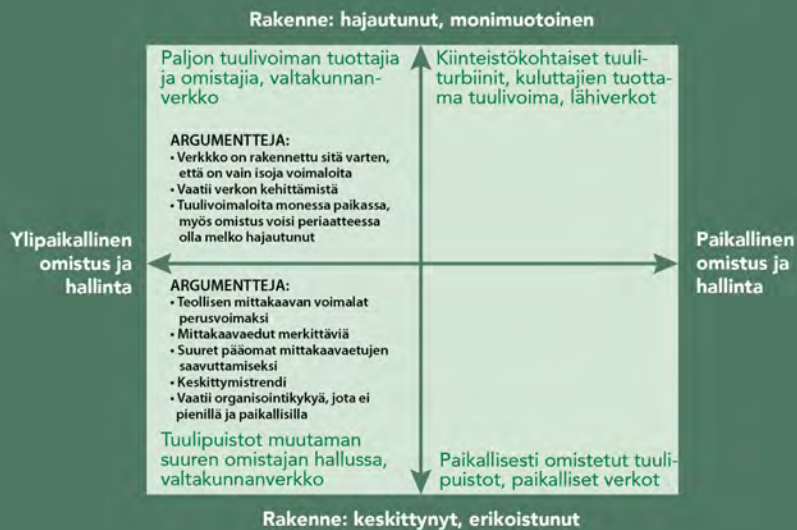 Rakenne: hajautunut, monimuotoinen
Paljon tuulivoiman tuottajia
ja omistajia, valtakunnan-
verkko
Kiinteistökohtaiset tuuli-
turbiinit, kuluttajien tuotta-
ma tuulivoima, lähiverkot
ARGUMENTTEJA:
• Verkkko on rakennettu sitä varten,
että on vain isoja voimaloita
• Vaatii verkon kehittämistä
• Tuulivoimaloita monessa paikassa,
myös omistus voisi periaatteessa
olla melko hajautunut
Ylipaikallinen
omistus ja
hallinta
Paikallinen
omistus ja
hallinta
ARGUMENTTEJA:
• Teollisen mittakaavan voimalat
perusvoimaksi
• Mittakaavaedut merkittäviä
• Suuret pääomat mittakaavaetujen
saavuttamiseksi
• Keskittymistrendi
• Vaatii organisointikykyä, jota ei
pienillä ja paikallisilla
Tuulipuistot muutaman
suuren omistajan hallussa,
valtakunnanverkko
Paikallisesti omistetut tuuli-
puistot, paikalliset verkot
Rakenne: keskittynyt, erikoistunut